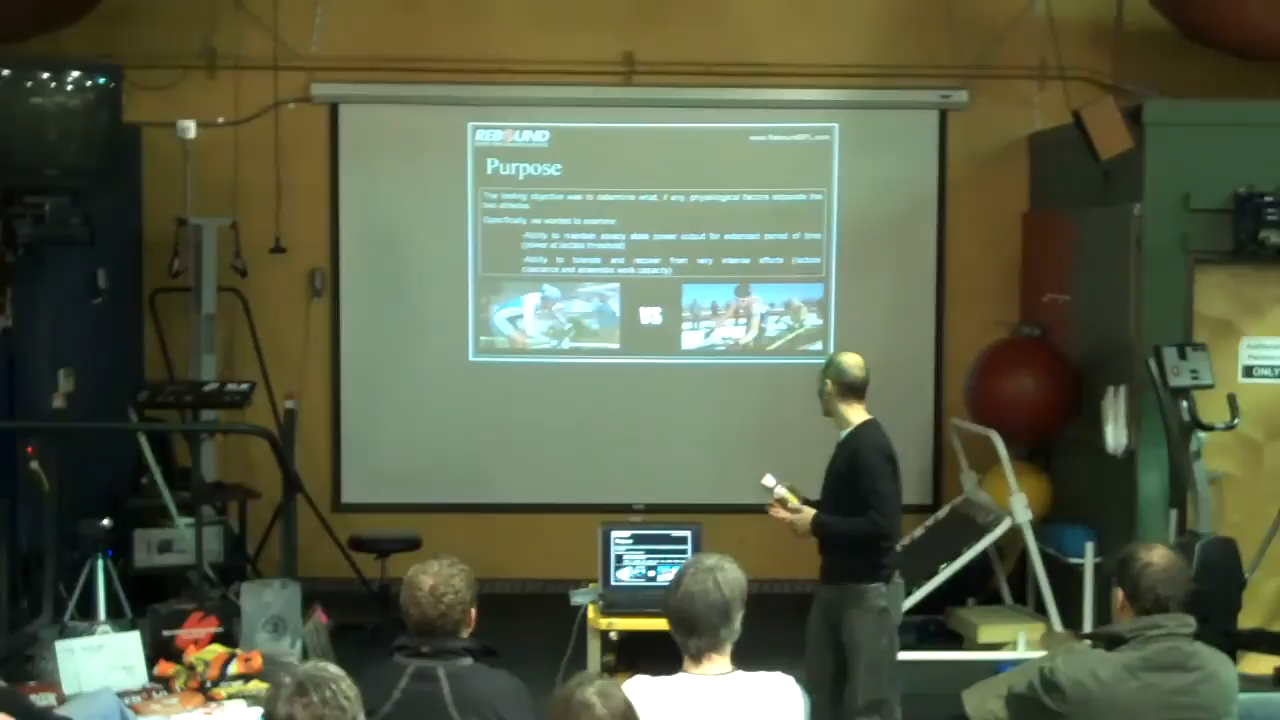 REBOUND
Purpose
The testing objective was to determine what, if any, physiological factors separate the
two athletes.
Specifically, we wanted to examine:
-Ability to maintain steady state power output for extended period of time
(power at lactate threshold)
-Ability to tolerate and recover from very intense efforts (lactate
clearance and anaerobic work capacity)
VS
Purpose
ONLY